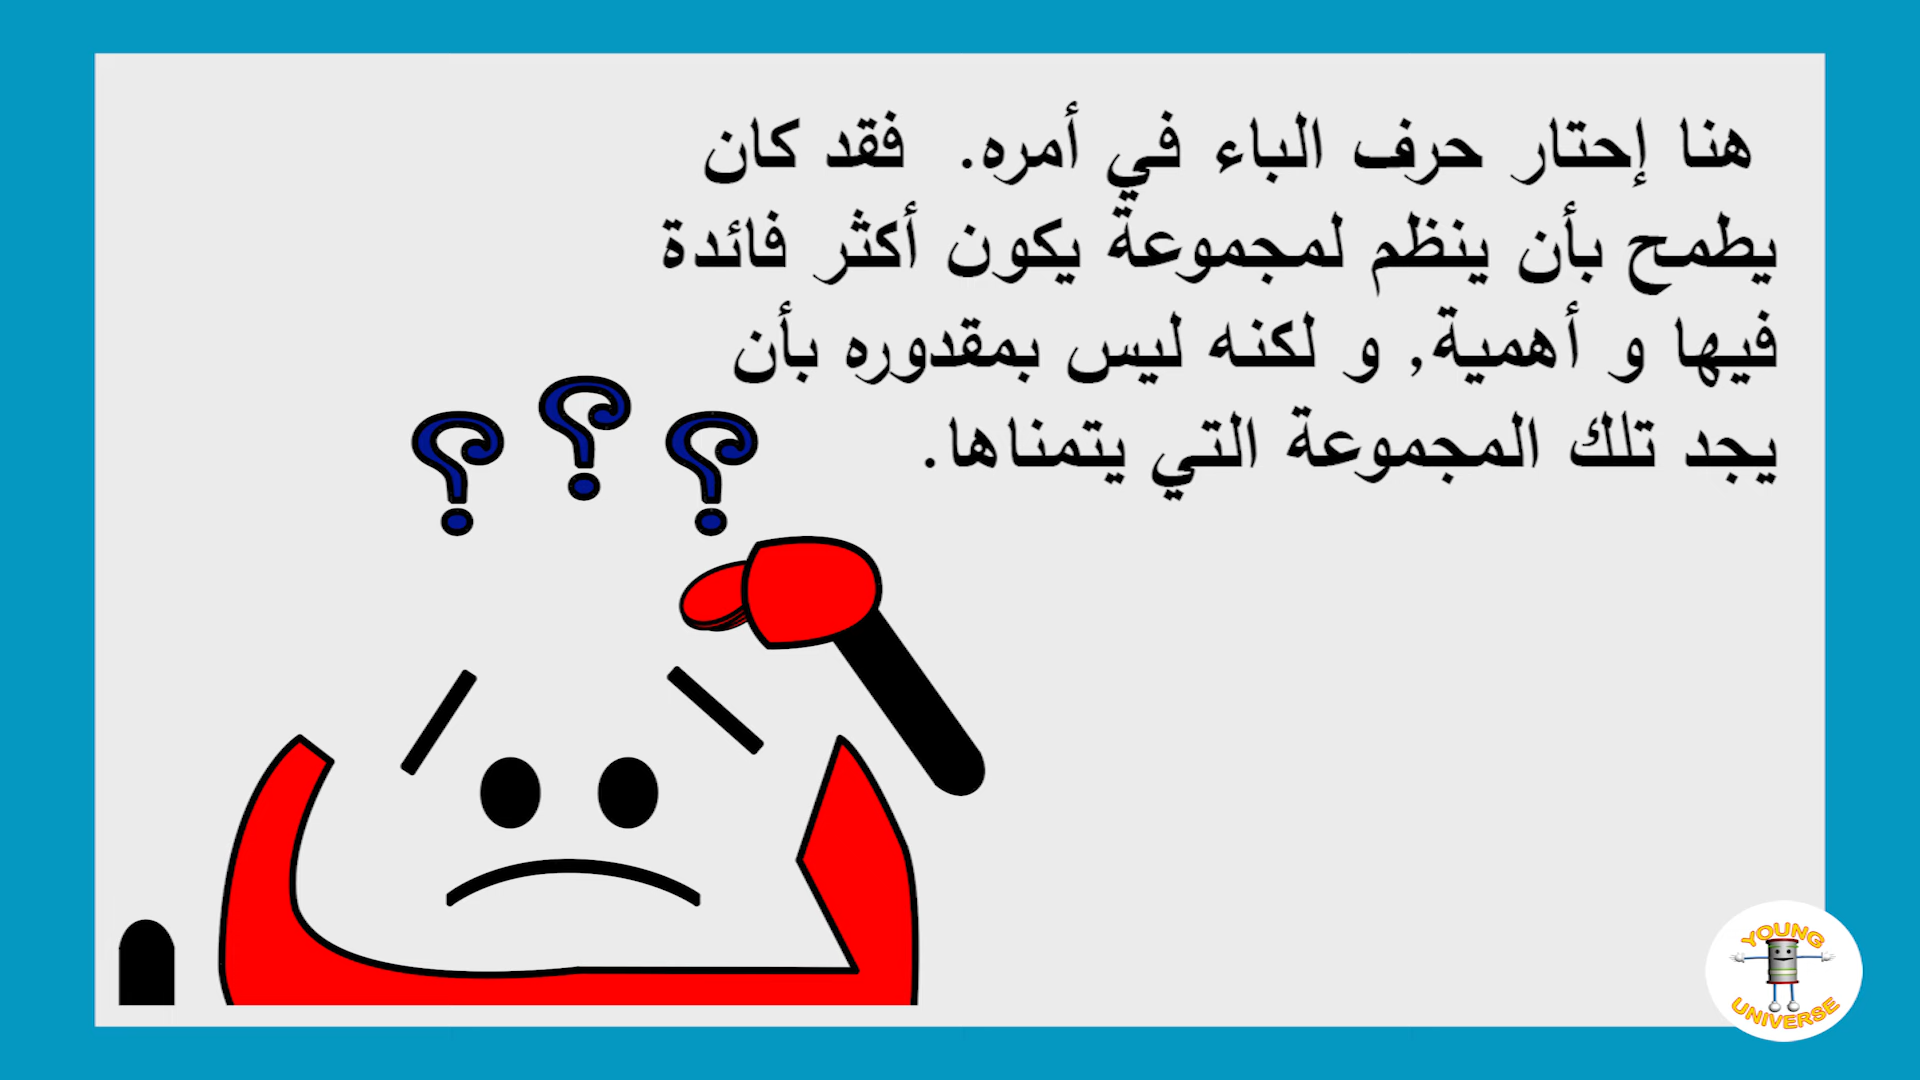 هنا إحتار حرف الباء في أمره. فقد كان
يطمح بأن ينظم لمجموعة يكون أكثر فائدة
فيها و أهمية, و لكنه ليس بمقدوره بأن
يجد تلك المجموعة التي يتمناها.
؟ ؟ ؟
YOUNG
UNIVERSE